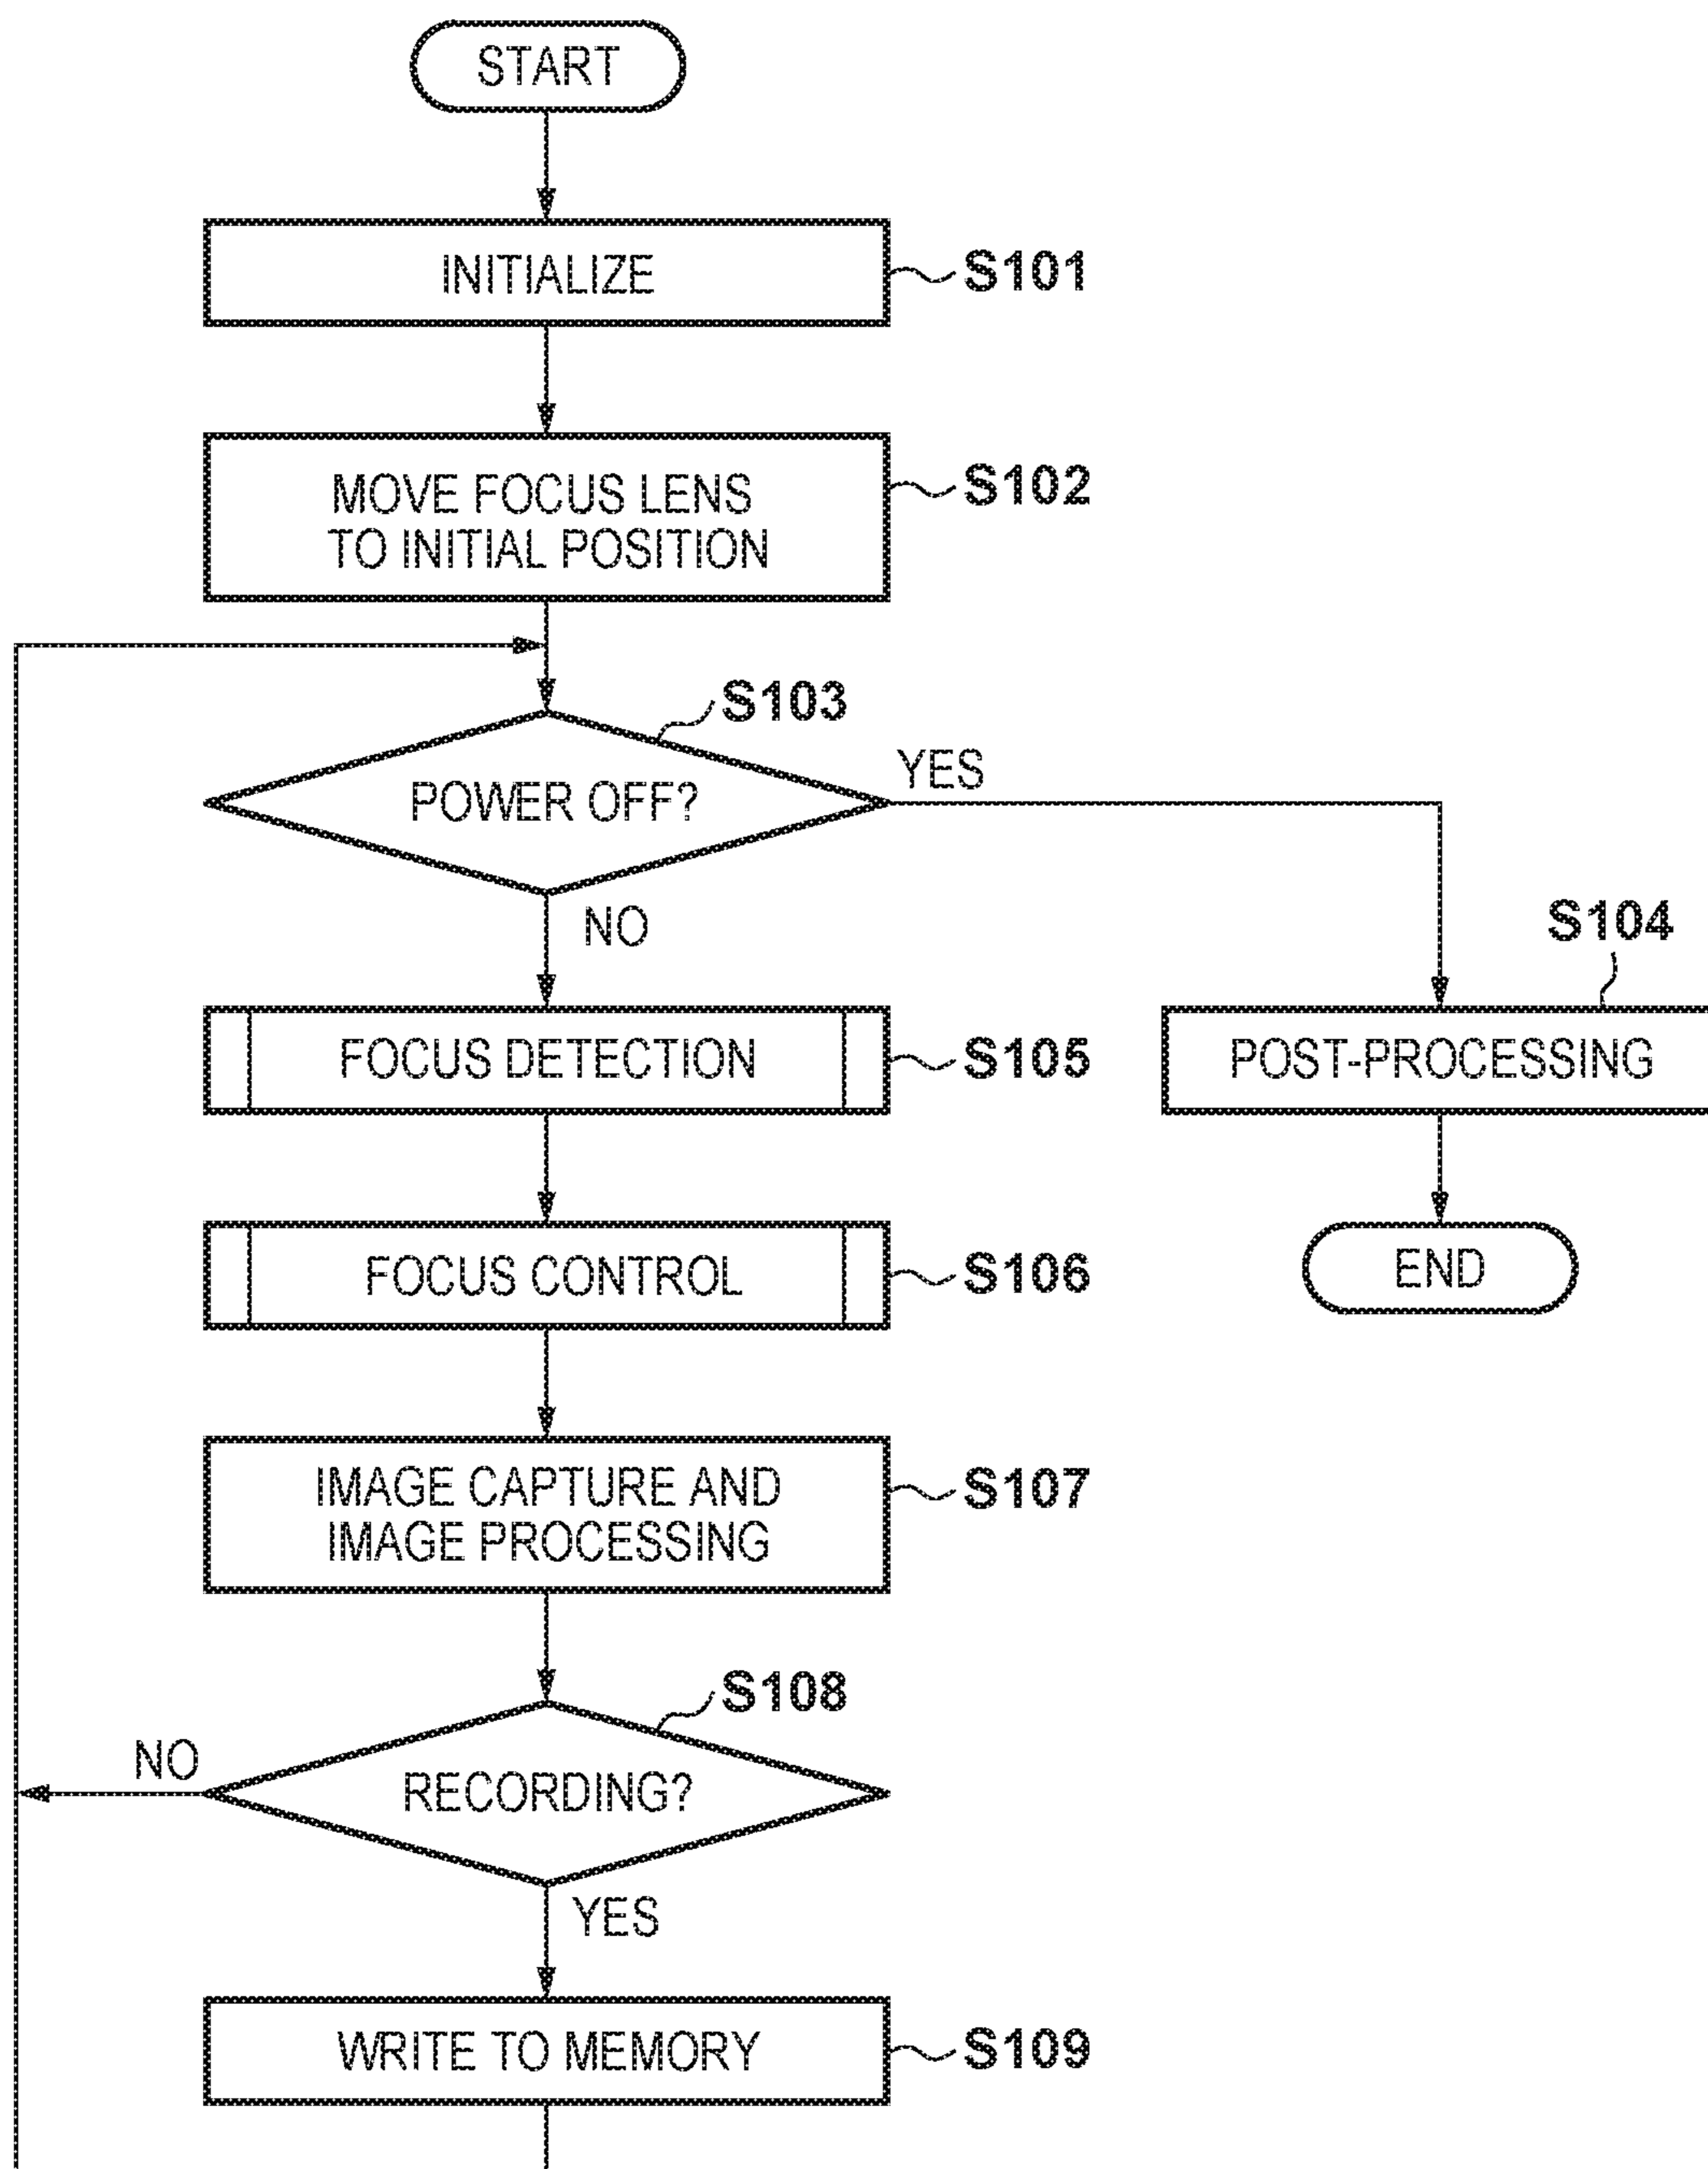 START
INITIALIZE
S101
MOVE FOCUS LENS
TO INITIAL POSITION
S102
S103
POWER OFF?
YES
NO
S104
FOCUS DETECTION
S105
POST-PROCESSING
FOCUS CONTROL
S106
END
IMAGE CAPTURE AND
IMAGE PROCESSING
S107
S108
NO
RECORDING?
YES
WRITE TO MEMORY
S109